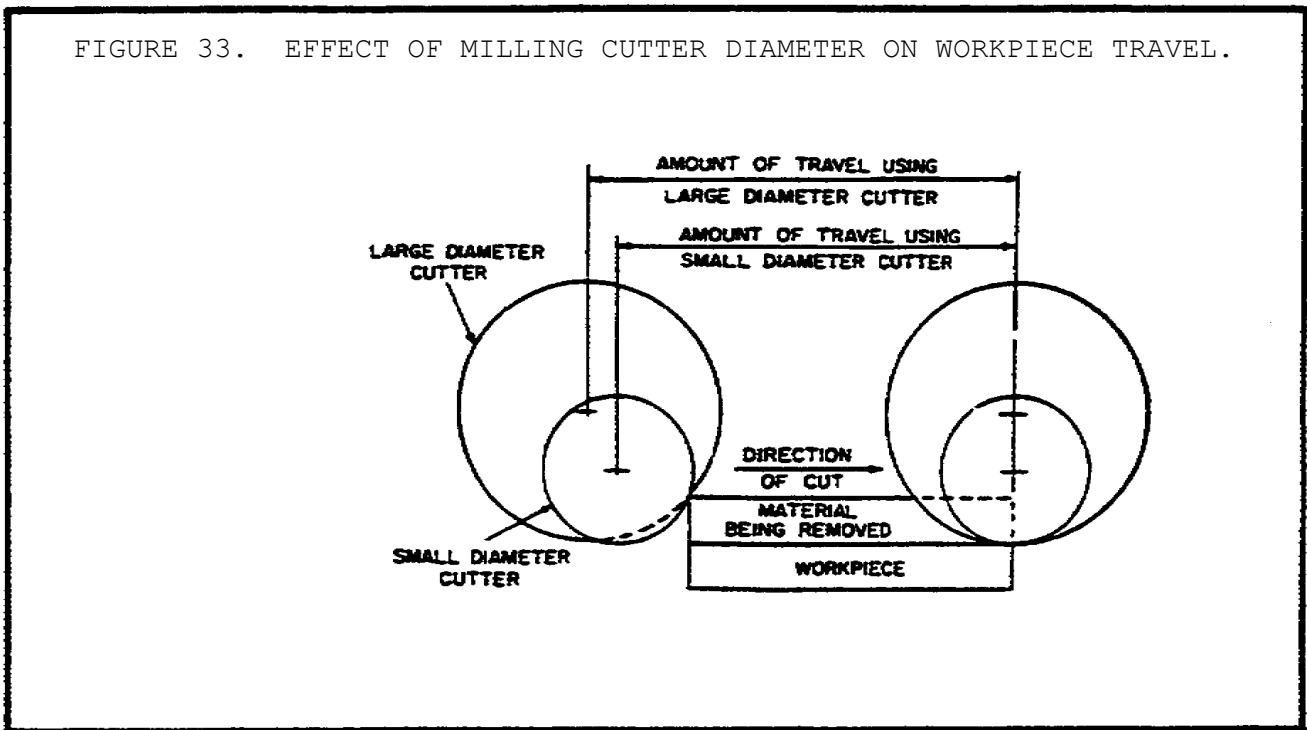 FIGURE 33. EFFECT OF MILLING CUTTER DIAMETER ON WORKPIECE TRAVEL.
AMOUNT OF TRAVEL USING
LARGE DIAMETER CUTTER
AMOUNT OF TRAVEL USING
SMALL DIAMETER CUTTER
LARGE DIAMETER
CUTTER
DIRECTION
OF CUT
MATERIAL
BEING REMOVED
SMALL DIAMETER
CUTTER
WORKPIECE